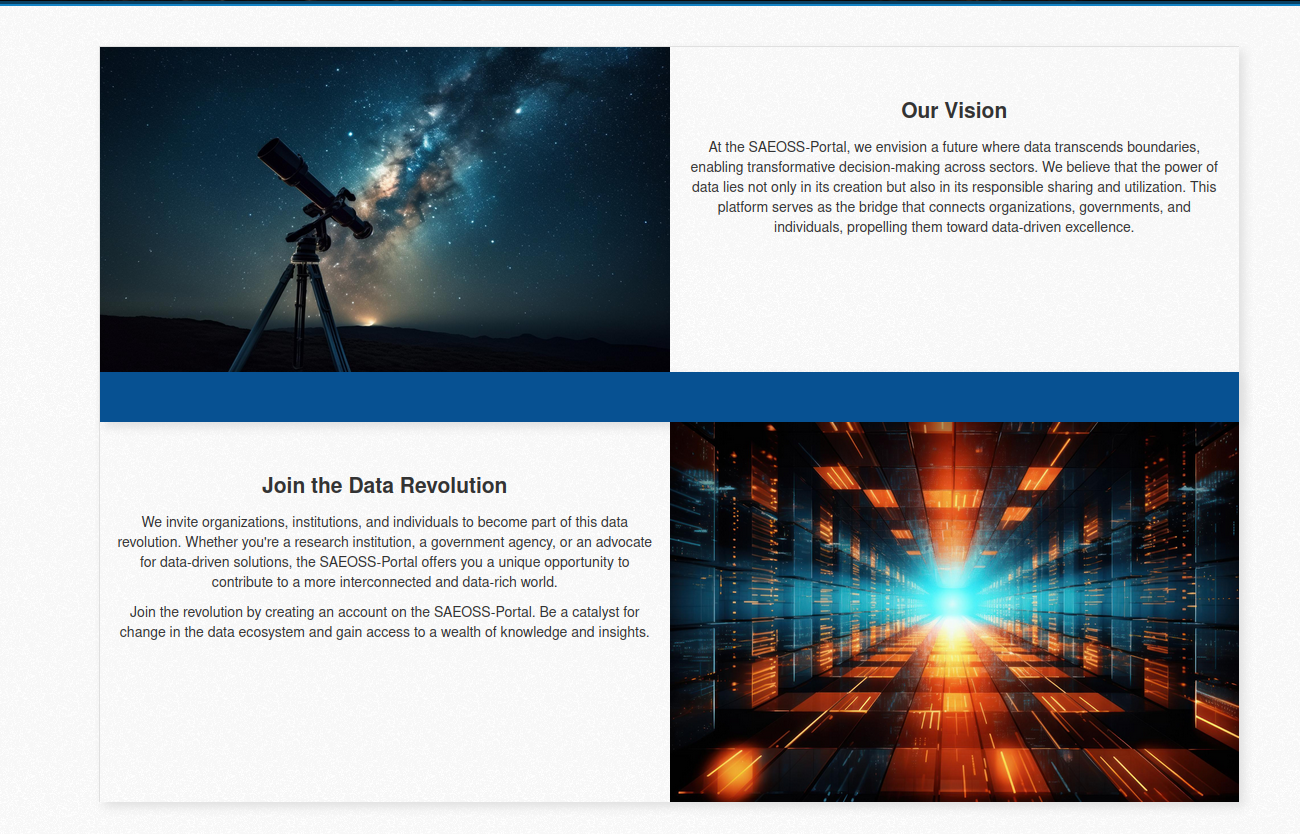 Our Vision
At the SAEOSS-Portal, we envision a future where data transcends boundaries,
enabling transformative decision-making across sectors. We believe that the power of
data lies not only in its creation but also in its responsible sharing and utilization. This
platform serves as the bridge that connects organizations, governments, and
individuals, propelling them toward data-driven excellence.
Join the Data Revolution
We invite organizations, institutions, and individuals to become part of this data
revolution. Whether you're a research institution, a government agency, or an advocate
for data-driven solutions, the SAEOSS-Portal offers you a unique opportunity to
contribute to a more interconnected and data-rich world.
Join the revolution by creating an account on the SAEOSS-Portal. Be a catalyst for
change in the data ecosystem and gain access to a wealth of knowledge and insights.